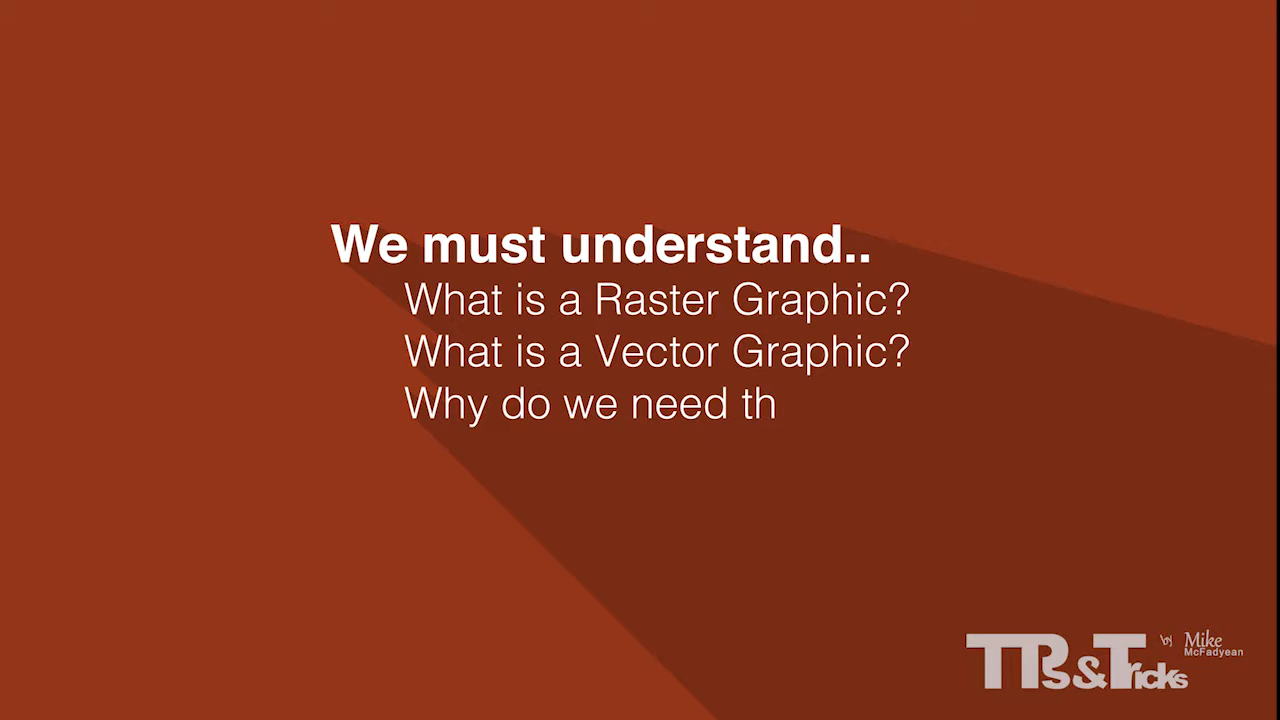 We must understand..
What is a Raster Graphic?
What is a Vector Graphic?
Why do we need th
TIPs & Tricks
by Mike
McFadyean